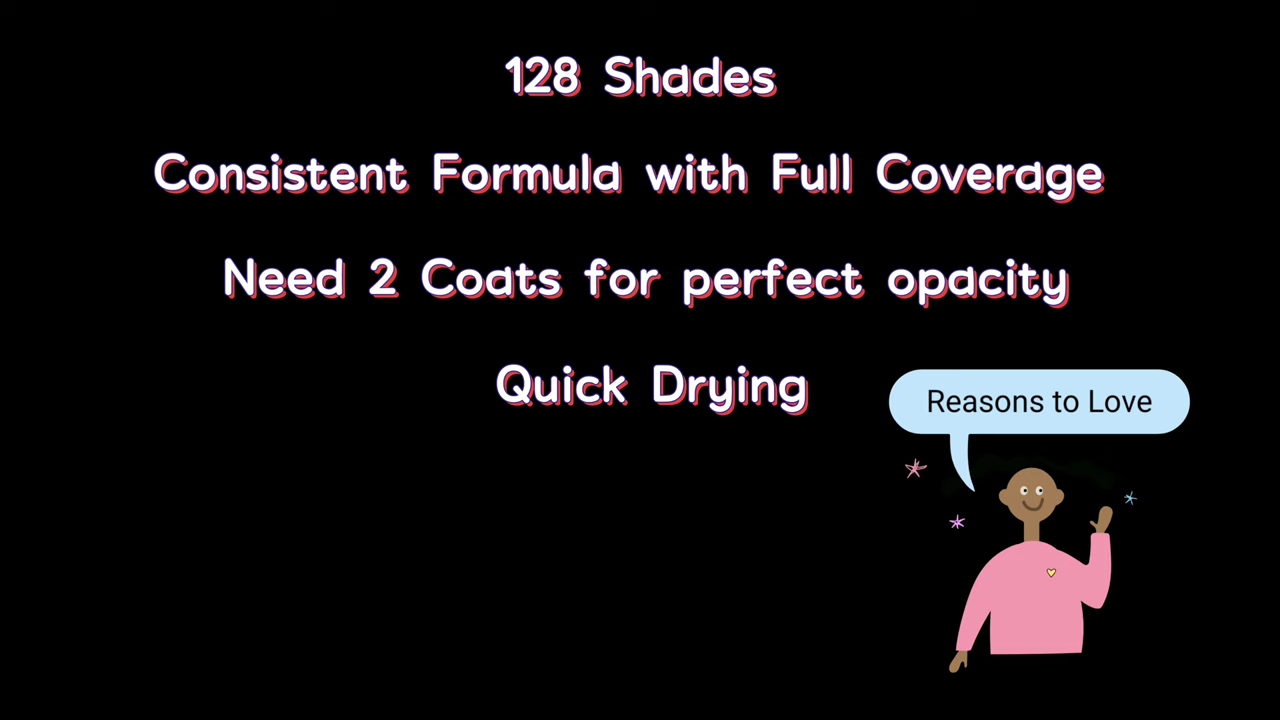 128 Shades
Consistent Formula with Full Coverage
Need 2 Coats for perfect opacity
Quick Drying
Reasons to Love